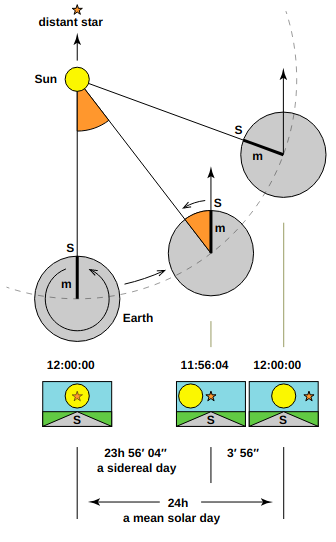 distant star
Sun
S
m
S
m
S
m
Earth
12:00:00
11:56:04
12:00:00
S
S
S
23h 56′ 04″
a sidereal day
3′ 56″
24h
a mean solar day